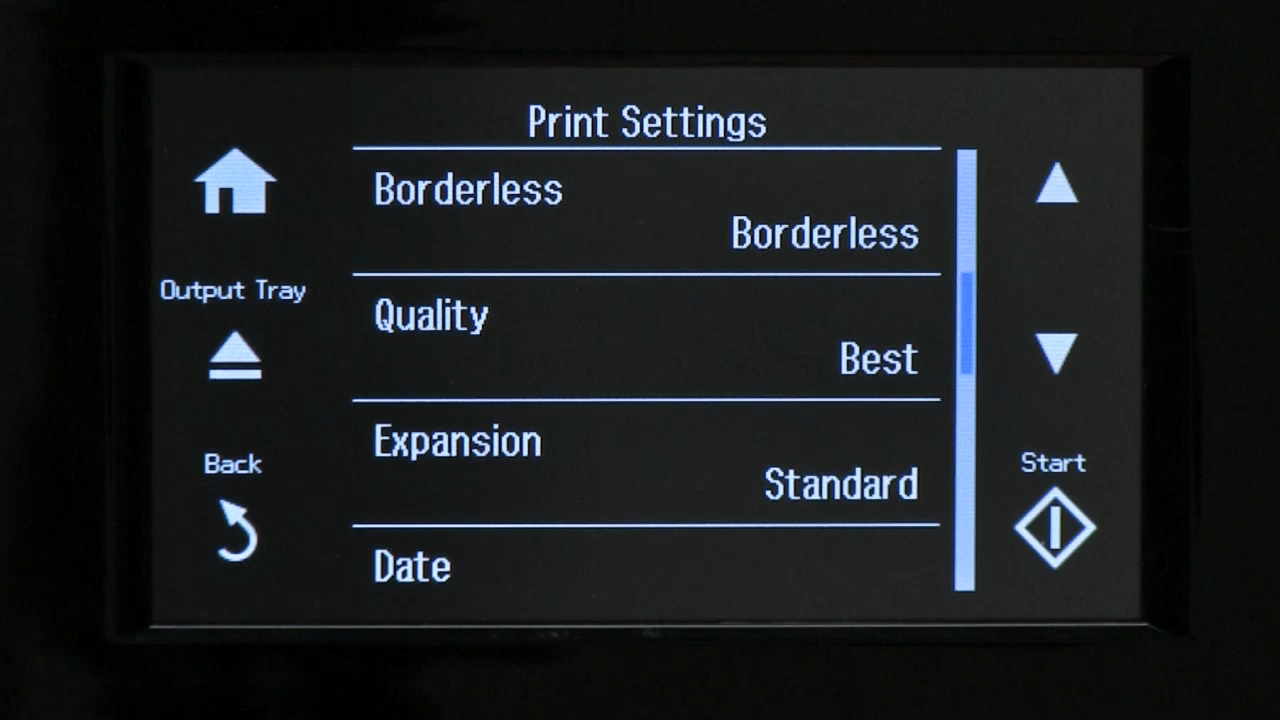 Print Settings
Borderless
Borderless
Output Tray
Quality
Best
Expansion
Standard
Back
Start
Date